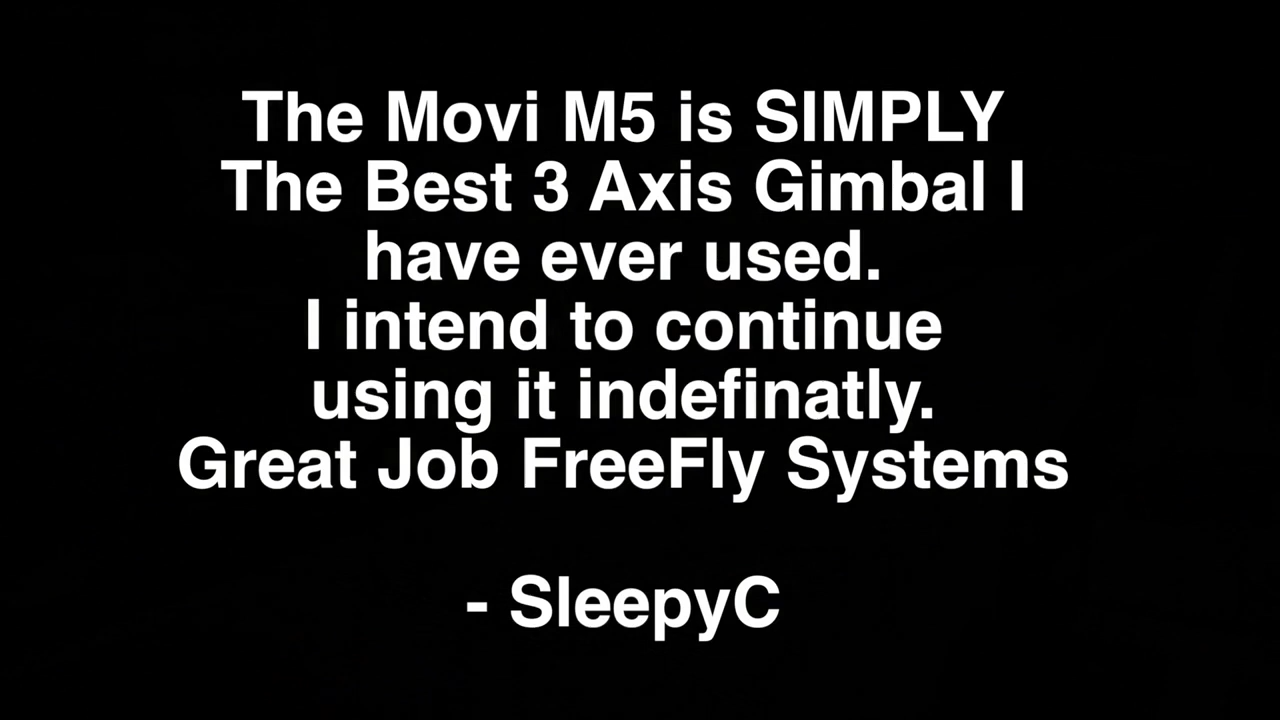 The Movi M5 is SIMPLY
The Best 3 Axis Gimbal I
have ever used.
I intend to continue
using it indefinatly.
Great Job FreeFly Systems
- SleepyC